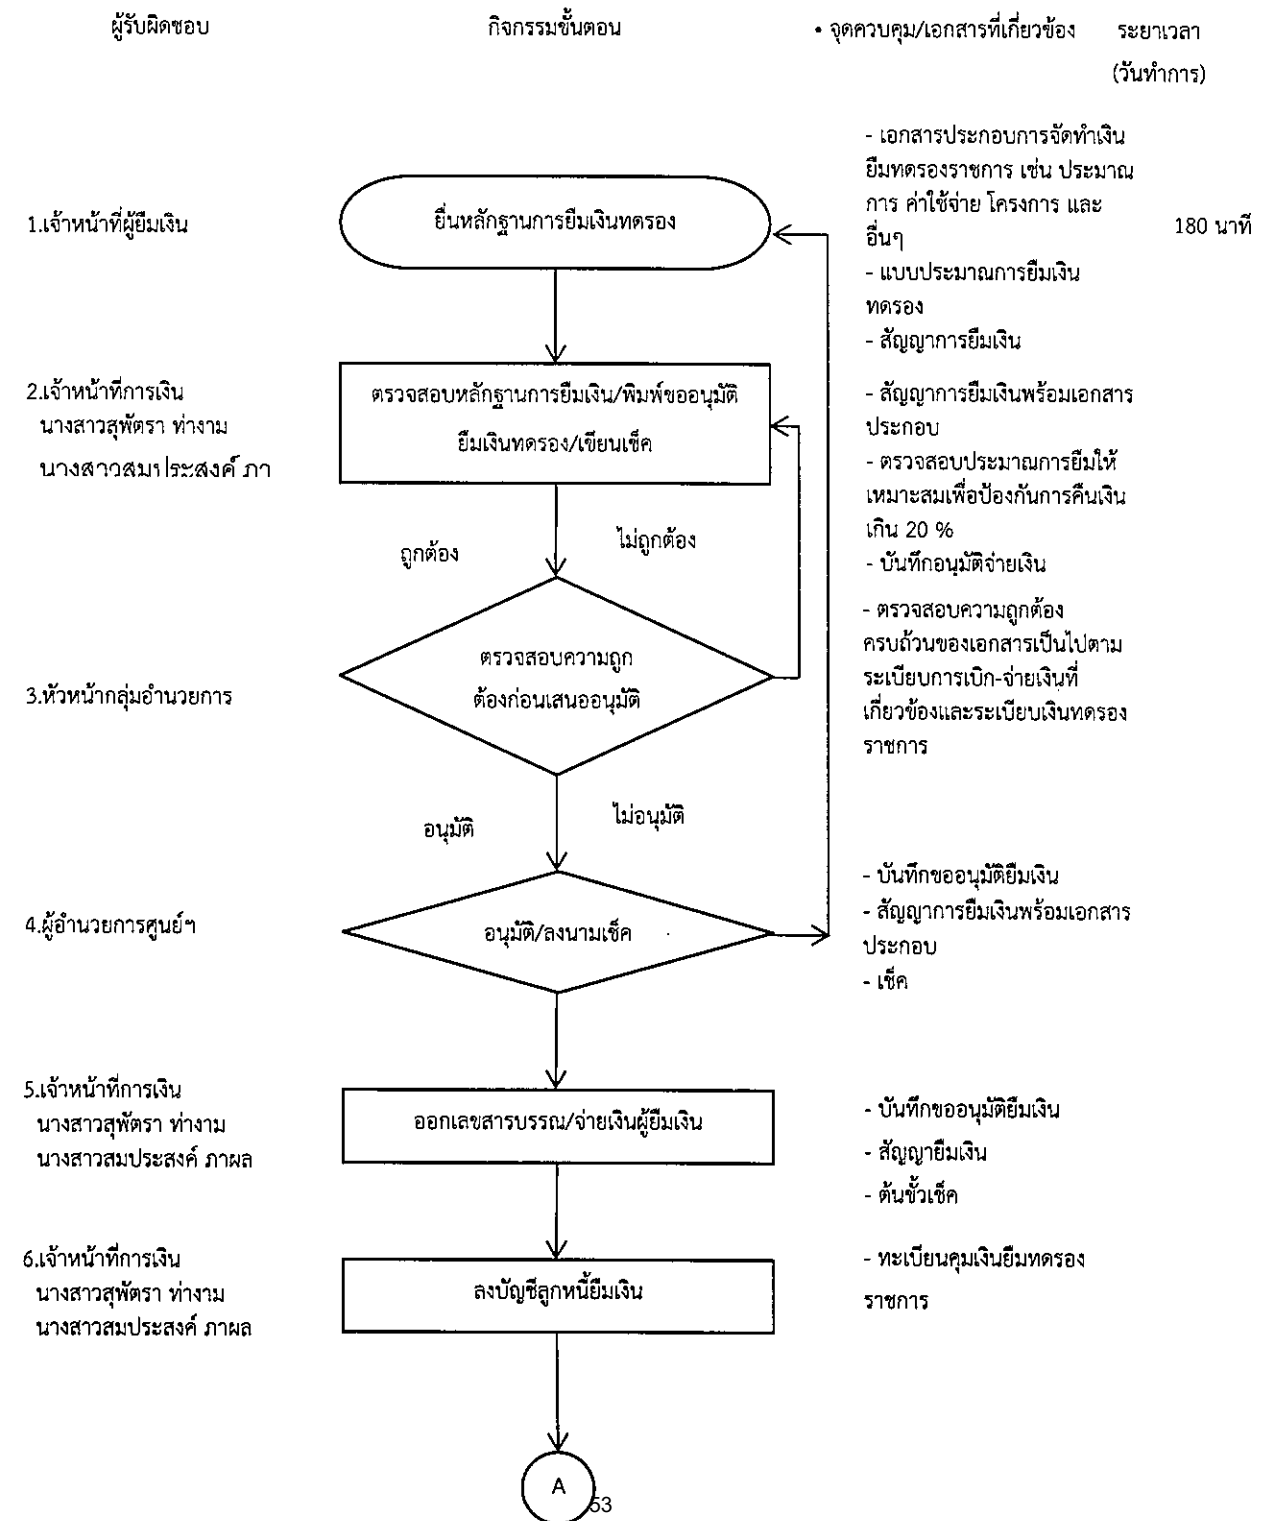 ผู้รับผิดชอบ
กิจกรรมขั้นตอน
• จุดควบคุม/เอกสารที่เกี่ยวข้อง
ระยาเวลา
(วันทำการ)
1.เจ้าหน้าที่ผู้ยืมเงิน
ยื่นหลักฐานการยืมเงินทดรอง
- เอกสารประกอบการจัดทำเงิน
ยืมทดรองราชการ เช่น ประมาณ
การ ค่าใช้จ่าย โครงการ และ
อื่นๆ
- แบบประมาณการยืมเงิน
ทดรอง
- สัญญาการยืมเงิน
180 นาที
2.เจ้าหน้าที่การเงิน
นางสาวสุพัตรา ท่างาม
นางสาวสมประสงค์ ภา
ตรวจสอบหลักฐานการยืมเงิน/พิมพ์ขออนุมัติ
ยืมเงินทดรอง/เขียนเช็ค
- สัญญาการยืมเงินพร้อมเอกสาร
ประกอบ
- ตรวจสอบประมาณการยืมให้
เหมาะสมเพื่อป้องกันการคืนเงิน
เกิน 20 %
- บันทึกอนุมัติจ่ายเงิน
ถูกต้อง
ไม่ถูกต้อง
3.หัวหน้ากลุ่มอำนวยการ
ตรวจสอบความถูก
ต้องก่อนเสนออนุมัติ
- ตรวจสอบความถูกต้อง
ครบถ้วนของเอกสารเป็นไปตาม
ระเบียบการเบิก-จ่ายเงินที่
เกี่ยวข้องและระเบียบเงินทดรอง
ราชการ
อนุมัติ
ไม่อนุมัติ
4.ผู้อำนวยการศูนย์ฯ
อนุมัติ/ลงนามเช็ค
- บันทึกขออนุมัติยืมเงิน
- สัญญาการยืมเงินพร้อมเอกสาร
ประกอบ
- เช็ค
5.เจ้าหน้าที่การเงิน
นางสาวสุพัตรา ท่างาม
นางสาวสมประสงค์ ภาผล
ออกเลขสารบรรณ/จ่ายเงินผู้ยืมเงิน
- บันทึกขออนุมัติยืมเงิน
- สัญญายืมเงิน
- ต้นขั้วเช็ค
6.เจ้าหน้าที่การเงิน
นางสาวสุพัตรา ท่างาม
นางสาวสมประสงค์ ภาผล
ลงบัญชีลูกหนี้ยืมเงิน
- ทะเบียนคุมเงินยืมทดรอง
ราชการ
A
53